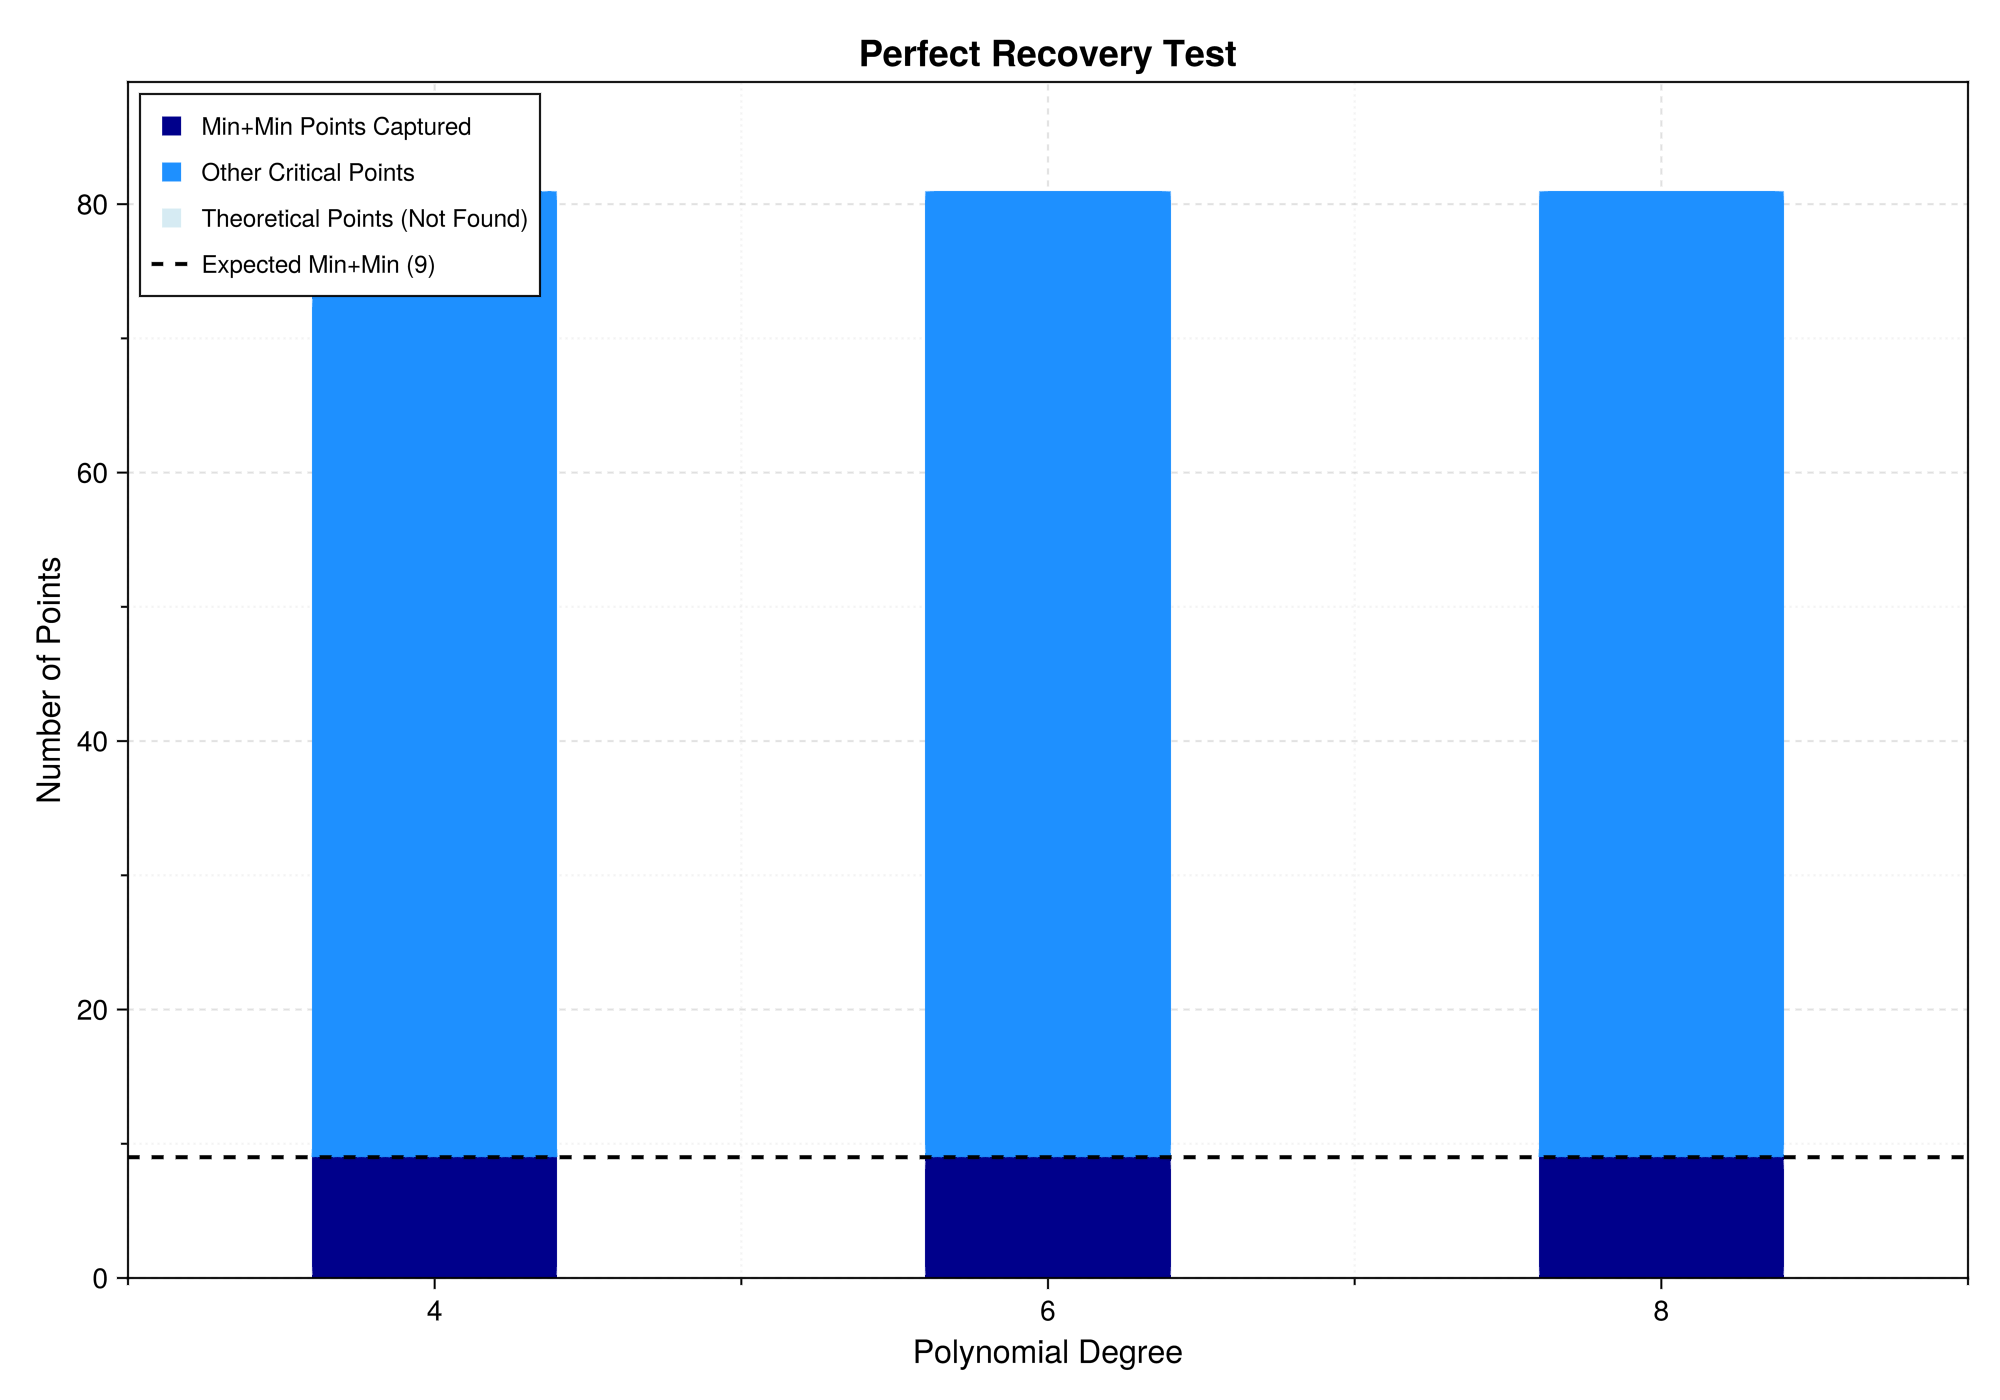 Perfect Recovery Test
Min+Min Points Captured
Other Critical Points
Theoretical Points (Not Found)
Expected Min+Min (9)
80
60
40
20
0
Number of Points
4
6
8
Polynomial Degree